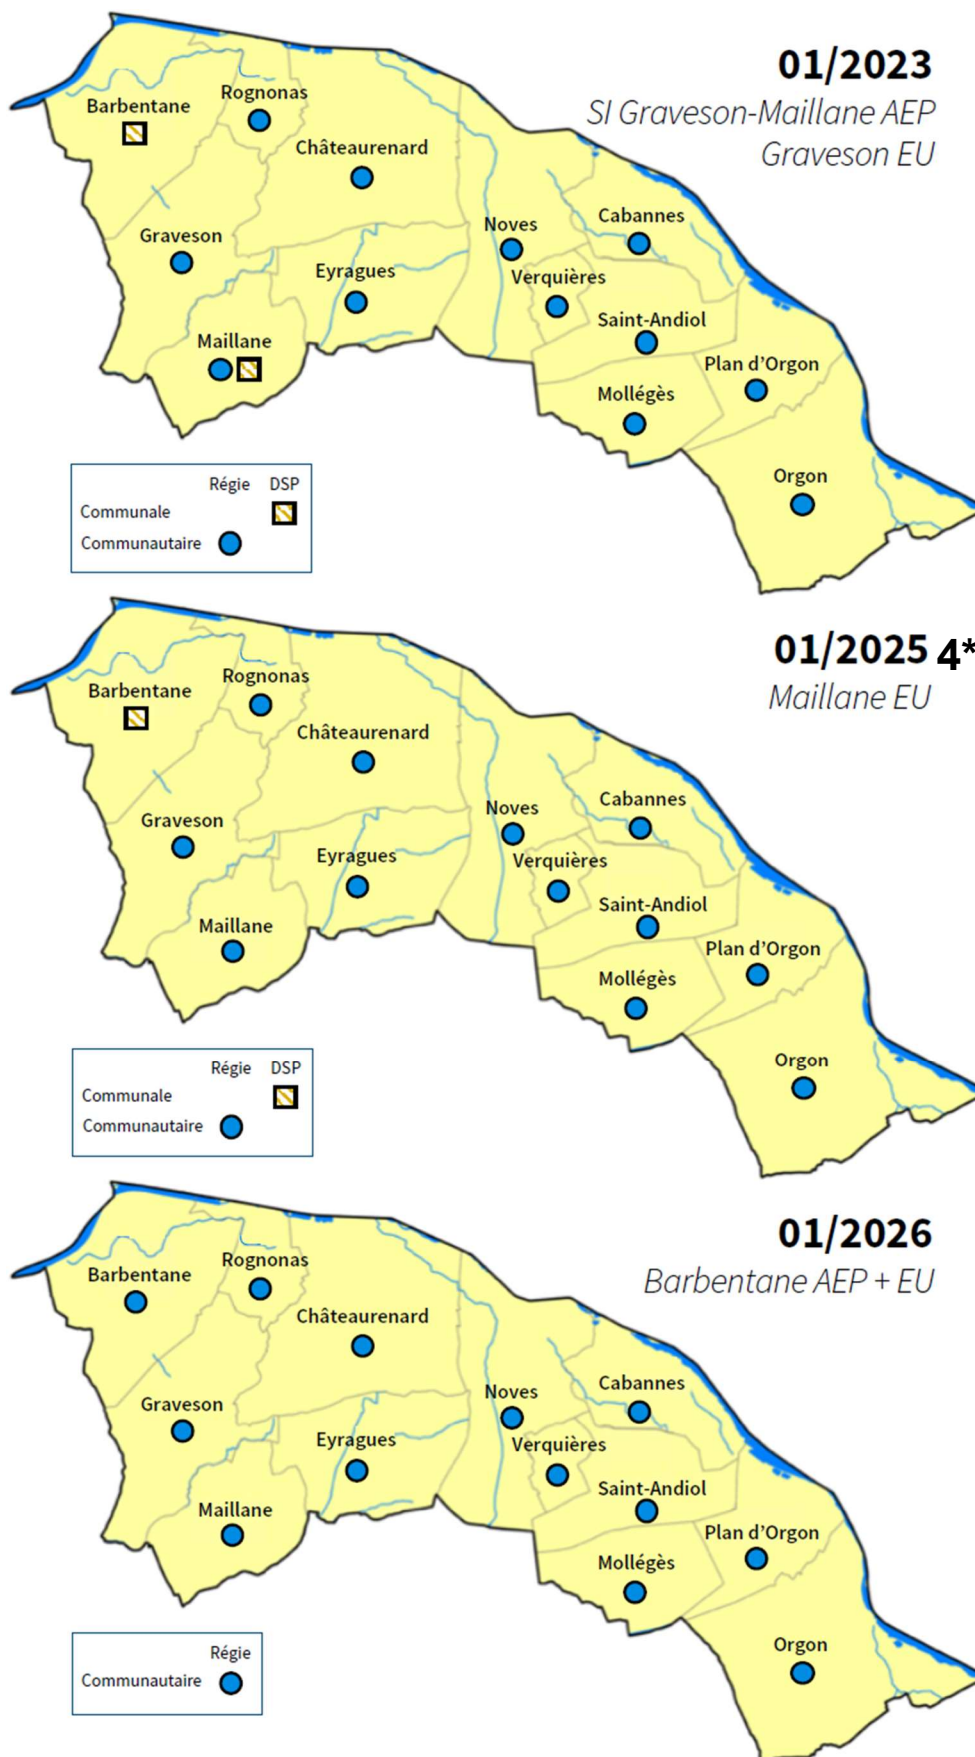 01/2023
SI Graveson-Maillane AEP
Graveson EU
Rognonas
Barbentane
Châteaurenard
Cabannes
Noves
Graveson
Eyragues
Verquières
Saint-Andiol
Maillane
Plan d'Orgon
Mollégès
Orgon
Régie DSP
Communale
Communautaire
01/2025 4*
Maillane EU
Rognonas
Barbentane
Châteaurenard
Cabannes
Noves
Graveson
Eyragues
Verquières
Saint-Andiol
Maillane
Plan d'Orgon
Mollégès
Orgon
Régie DSP
Communale
Communautaire
01/2026
Barbentane AEP + EU
Rognonas
Barbentane
Châteaurenard
Cabannes
Noves
Graveson
Eyragues
Verquières
Saint-Andiol
Maillane
Plan d'Orgon
Mollégès
Orgon
Régie
Communautaire